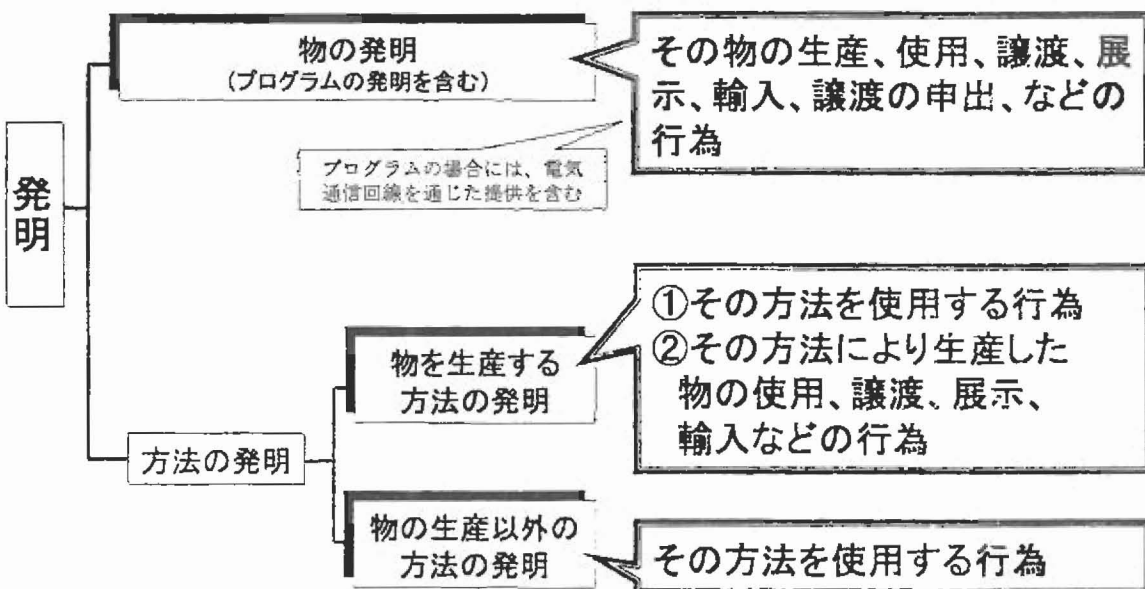 発明
物の発明
(プログラムの発明を含む)
その物の生産、使用、譲渡、展
示、輸入、譲渡の申出、などの
行為
プログラムの場合には、電気
通信回線を通じた提供を含む
方法の発明
物を生産する
方法の発明
①その方法を使用する行為
②その方法により生産した
物の使用、譲渡、展示、
輸入などの行為
物の生産以外の
方法の発明
その方法を使用する行為